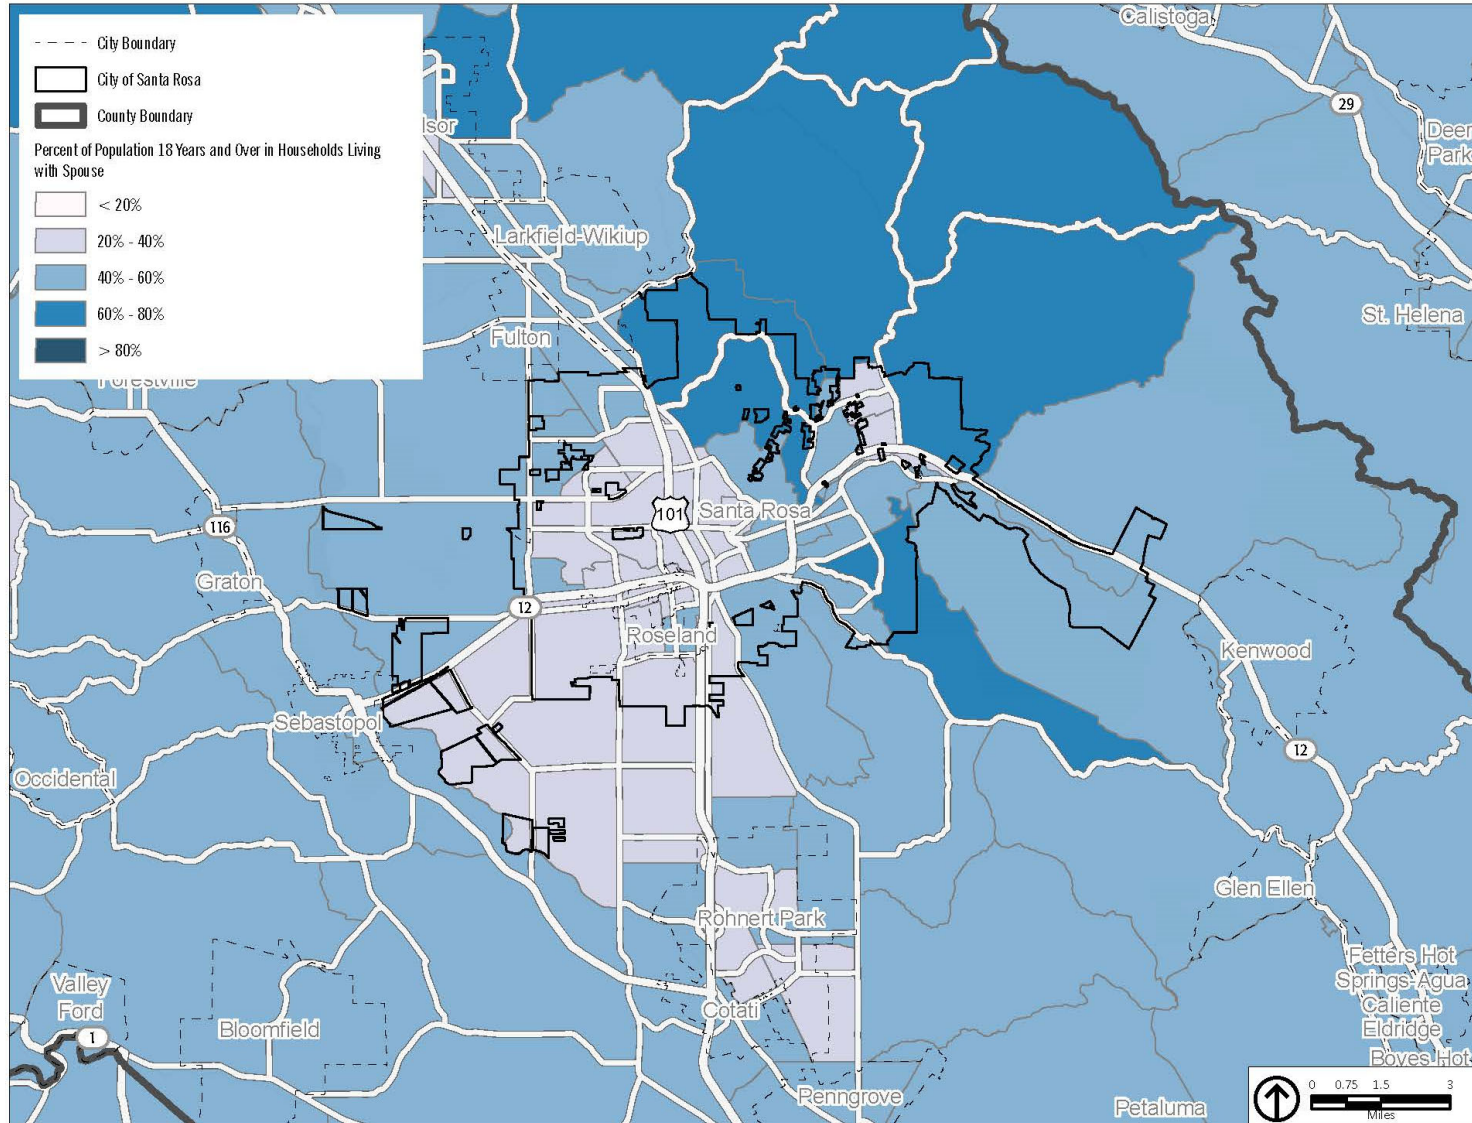 Calistoga
City Boundary
City of Santa Rosa
County Boundary
29
lsor
Deer
Park
Percent of Population 18 Years and Over in Households Living
with Spouse
< 20%
20% - 40%
Larkfield-Wikiup
40% - 60%
60% - 80%
St. Helena
Fulton
> 80%
Forestville
Santa Rosa
101
116
Graton
12
Roseland
Kenwood
Sebastopol
12
Occidental
Glen Ellen
Rohnert Park
Fetters Hot
Springs-Agua
Caliente
Eldridge
Valley
Ford
Cotati
Bloomfield
1
Boyes Hot
Penngrove
Petaluma
0 0.75 1.5 3
Miles